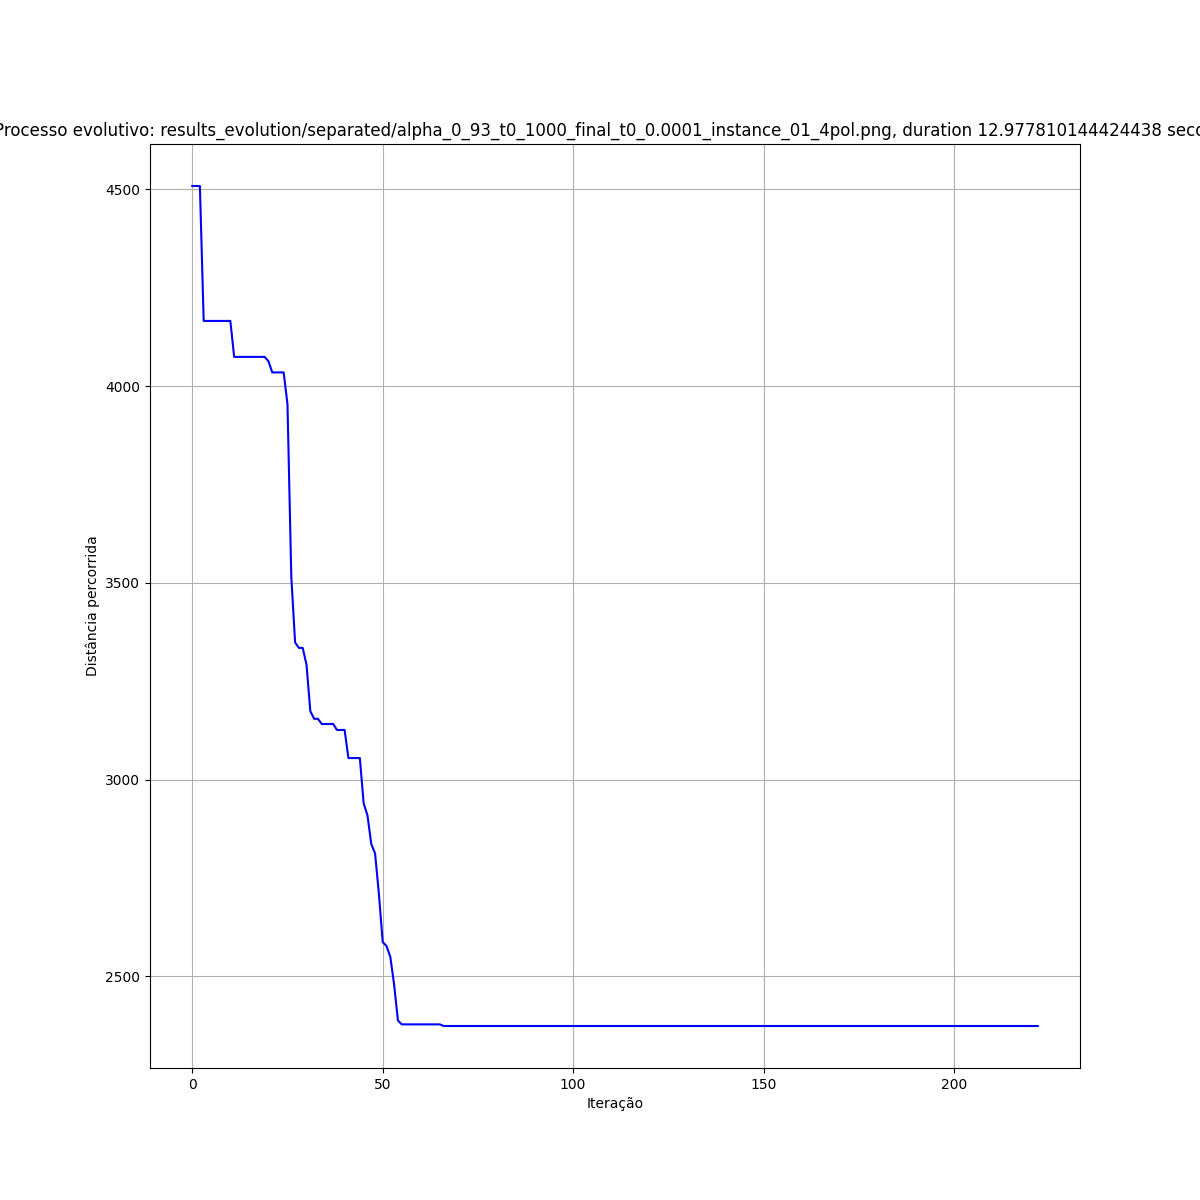 Processo evolutivo: results_evolution/separated/alpha_0_93_t0_1000_final_t0_0.0001_instance_01_4pol.png, duration 12.977810144424438 seco
4500
4000
3500
3000
2500
Distância percorrida
0 50 100 150 200
Iteração